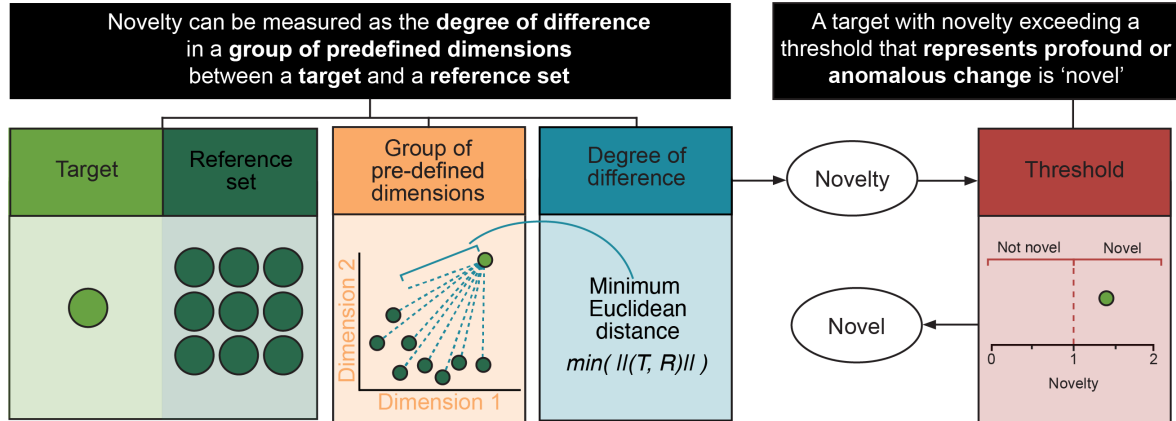 Novelty can be measured as the degree of difference
in a group of predefined dimensions
between a target and a reference set
A target with novelty exceeding a
threshold that represents profound or
anomalous change is ‘novel’
Target
Reference
set
Group of
pre-defined
dimensions
Degree of
difference
Novelty
Threshold
Dimension 2
Dimension 1
Minimum
Euclidean
distance
min( ||(T, R)|| )
Novel
Not novel
Novel
0
1
2
Novelty